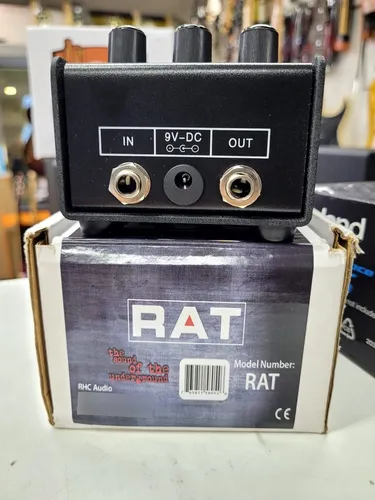 IN
9V-DC
OUT
RAT
the
sound
of the
underground
Model Number:
RAT
RHC Audio
CE